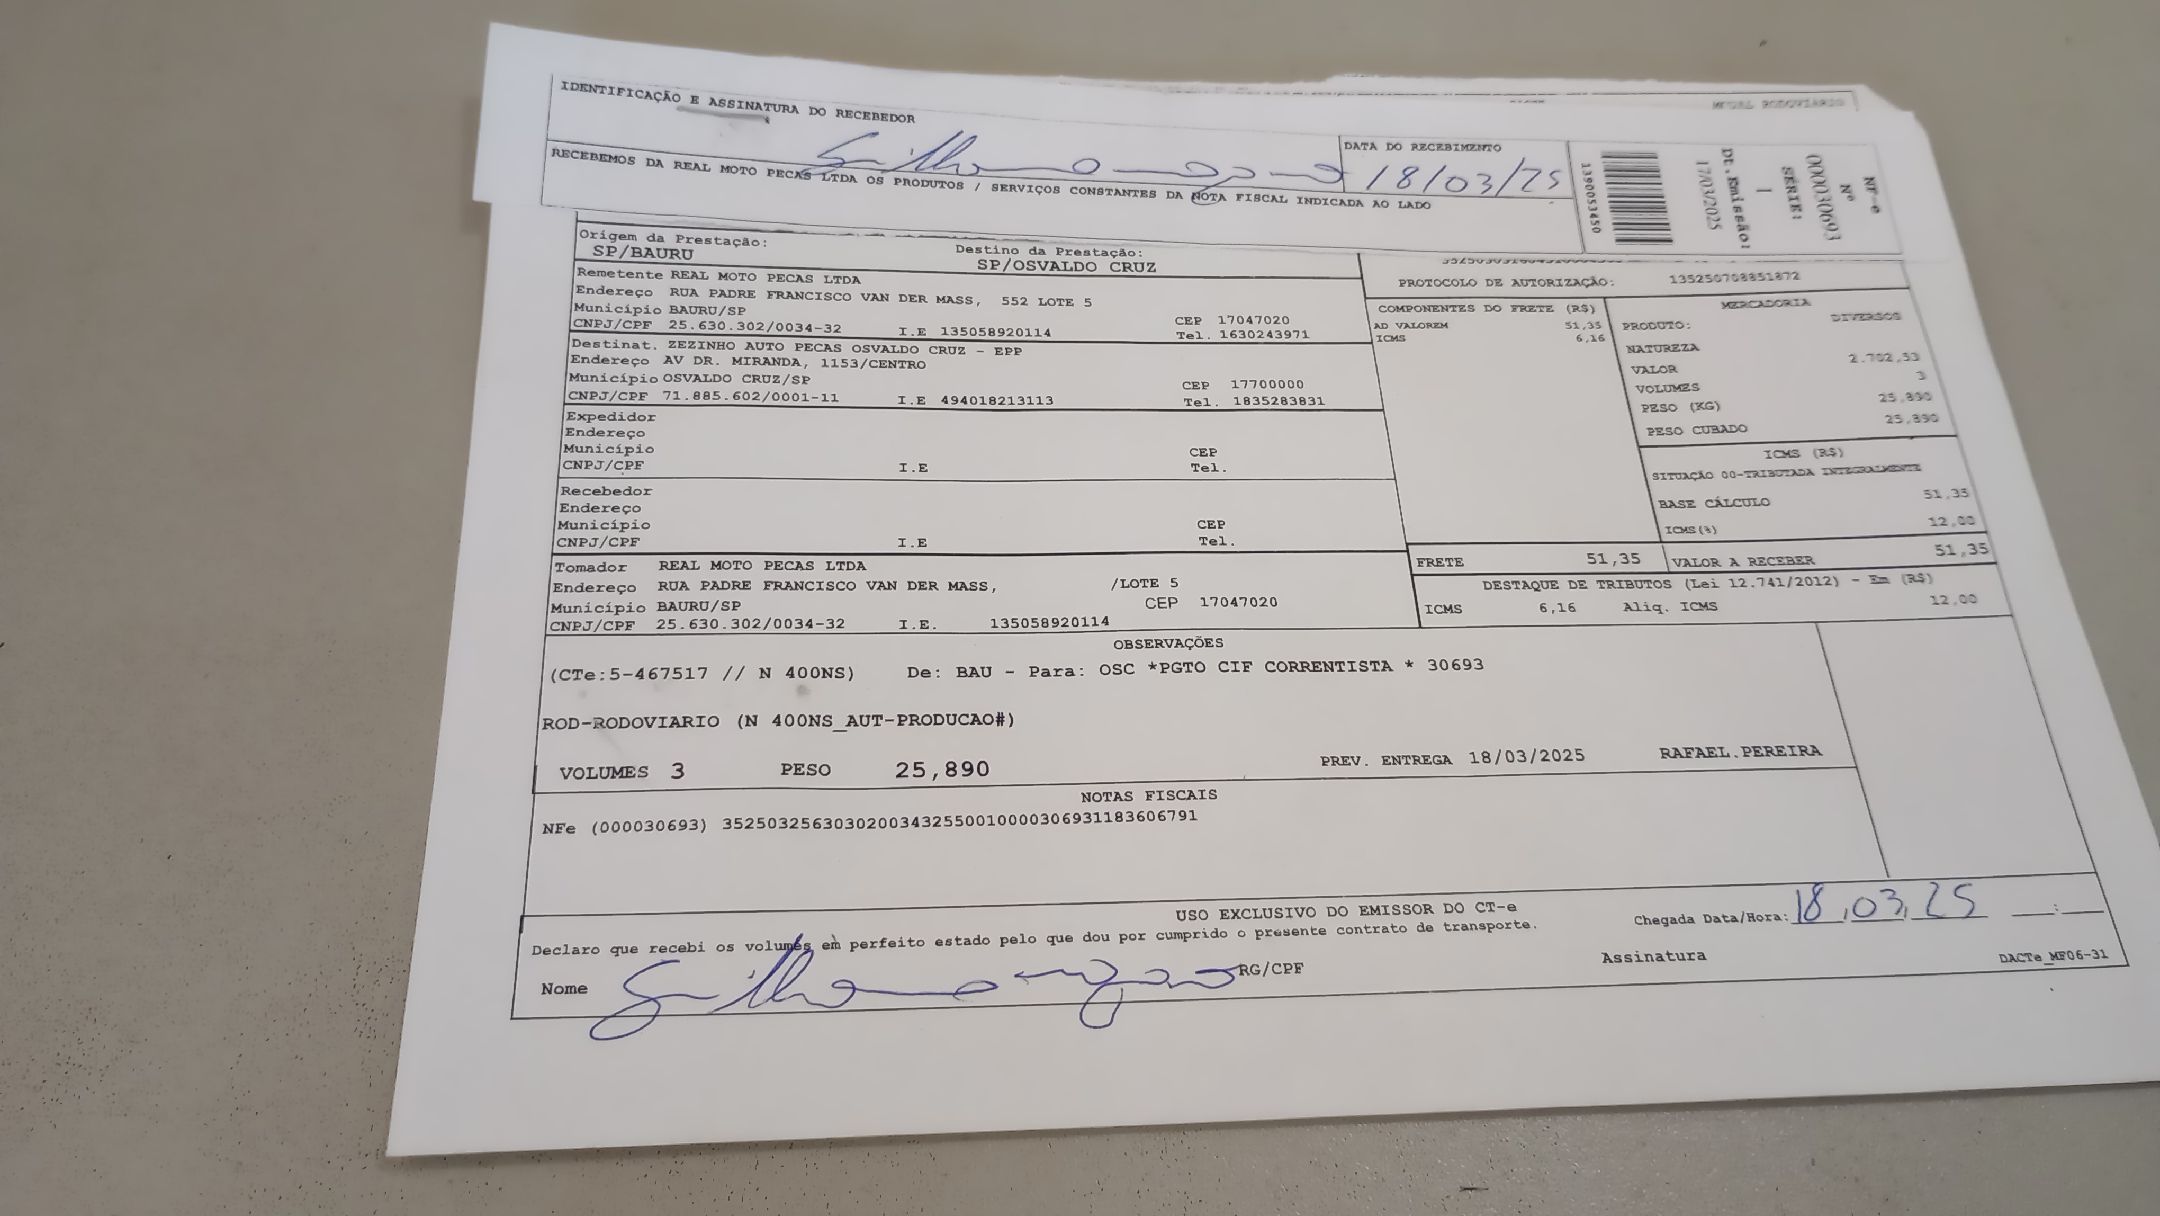 MODAL RODOVIARIO
IDENTIFICAÇÃO E ASSINATURA DO RECEBEDOR
DATA DO RECEBIMENTO
18/03/25
RECEBEMOS DA REAL MOTO PECAS LTDA OS PRODUTOS / SERVIÇOS CONSTANTES DA NOTA FISCAL INDICADA AO LADO
NF-e
Nº
000030693
SÉRIE:
1
Dt.Emissão:
17/03/2025
1390053450
Origem da Prestação:
SP/BAURU
Destino da Prestação:
SP/OSVALDO CRUZ
Remetente REAL MOTO PECAS LTDA
Endereço RUA PADRE FRANCISCO VAN DER MASS, 552 LOTE 5
Município BAURU/SP CEP 17047020
CNPJ/CPF 25.630.302/0034-32 I.E 135058920114 Tel. 1630243971
Destinat. ZEZINHO AUTO PECAS OSVALDO CRUZ - EPP
Endereço AV DR. MIRANDA, 1153/CENTRO
Município OSVALDO CRUZ/SP CEP 17700000
CNPJ/CPF 71.885.602/0001-11 I.E 494018213113 Tel. 1835283831
Expedidor
Endereço
Município CEP
CNPJ/CPF I.E Tel.
Recebedor
Endereço
Município CEP
CNPJ/CPF I.E Tel.
Tomador REAL MOTO PECAS LTDA
Endereço RUA PADRE FRANCISCO VAN DER MASS, /LOTE 5
Município BAURU/SP CEP 17047020
CNPJ/CPF 25.630.302/0034-32 I.E. 135058920114
PROTOCOLO DE AUTORIZAÇÃO: 135250708851872
COMPONENTES DO FRETE (R$)
AD VALOREM 51,35
ICMS 6,16
MERCADORIA
PRODUTO: DIVERSOS
NATUREZA
VALOR 2.702,53
VOLUMES 3
PESO (KG) 25,890
PESO CUBADO 25,890
ICMS (R$)
SITUAÇÃO 00-TRIBUTADA INTEGRALMENTE
BASE CÁLCULO 51,35
ICMS(%) 12,00
FRETE 51,35 VALOR A RECEBER 51,35
DESTAQUE DE TRIBUTOS (Lei 12.741/2012) - Em (R$)
ICMS 6,16 Aliq. ICMS 12,00
OBSERVAÇÕES
(CTe:5-467517 // N 400NS) De: BAU - Para: OSC *PGTO CIF CORRENTISTA * 30693
ROD-RODOVIARIO (N 400NS_AUT-PRODUCAO#)
VOLUMES 3 PESO 25,890 PREV. ENTREGA 18/03/2025 RAFAEL.PEREIRA
NOTAS FISCAIS
NFe (000030693) 35250325630302003432550010000306931183606791
USO EXCLUSIVO DO EMISSOR DO CT-e
Declaro que recebi os volumes em perfeito estado pelo que dou por cumprido o presente contrato de transporte.
Chegada Data/Hora: 18,03,25 :
Nome RG/CPF Assinatura DACTe_MF06-31